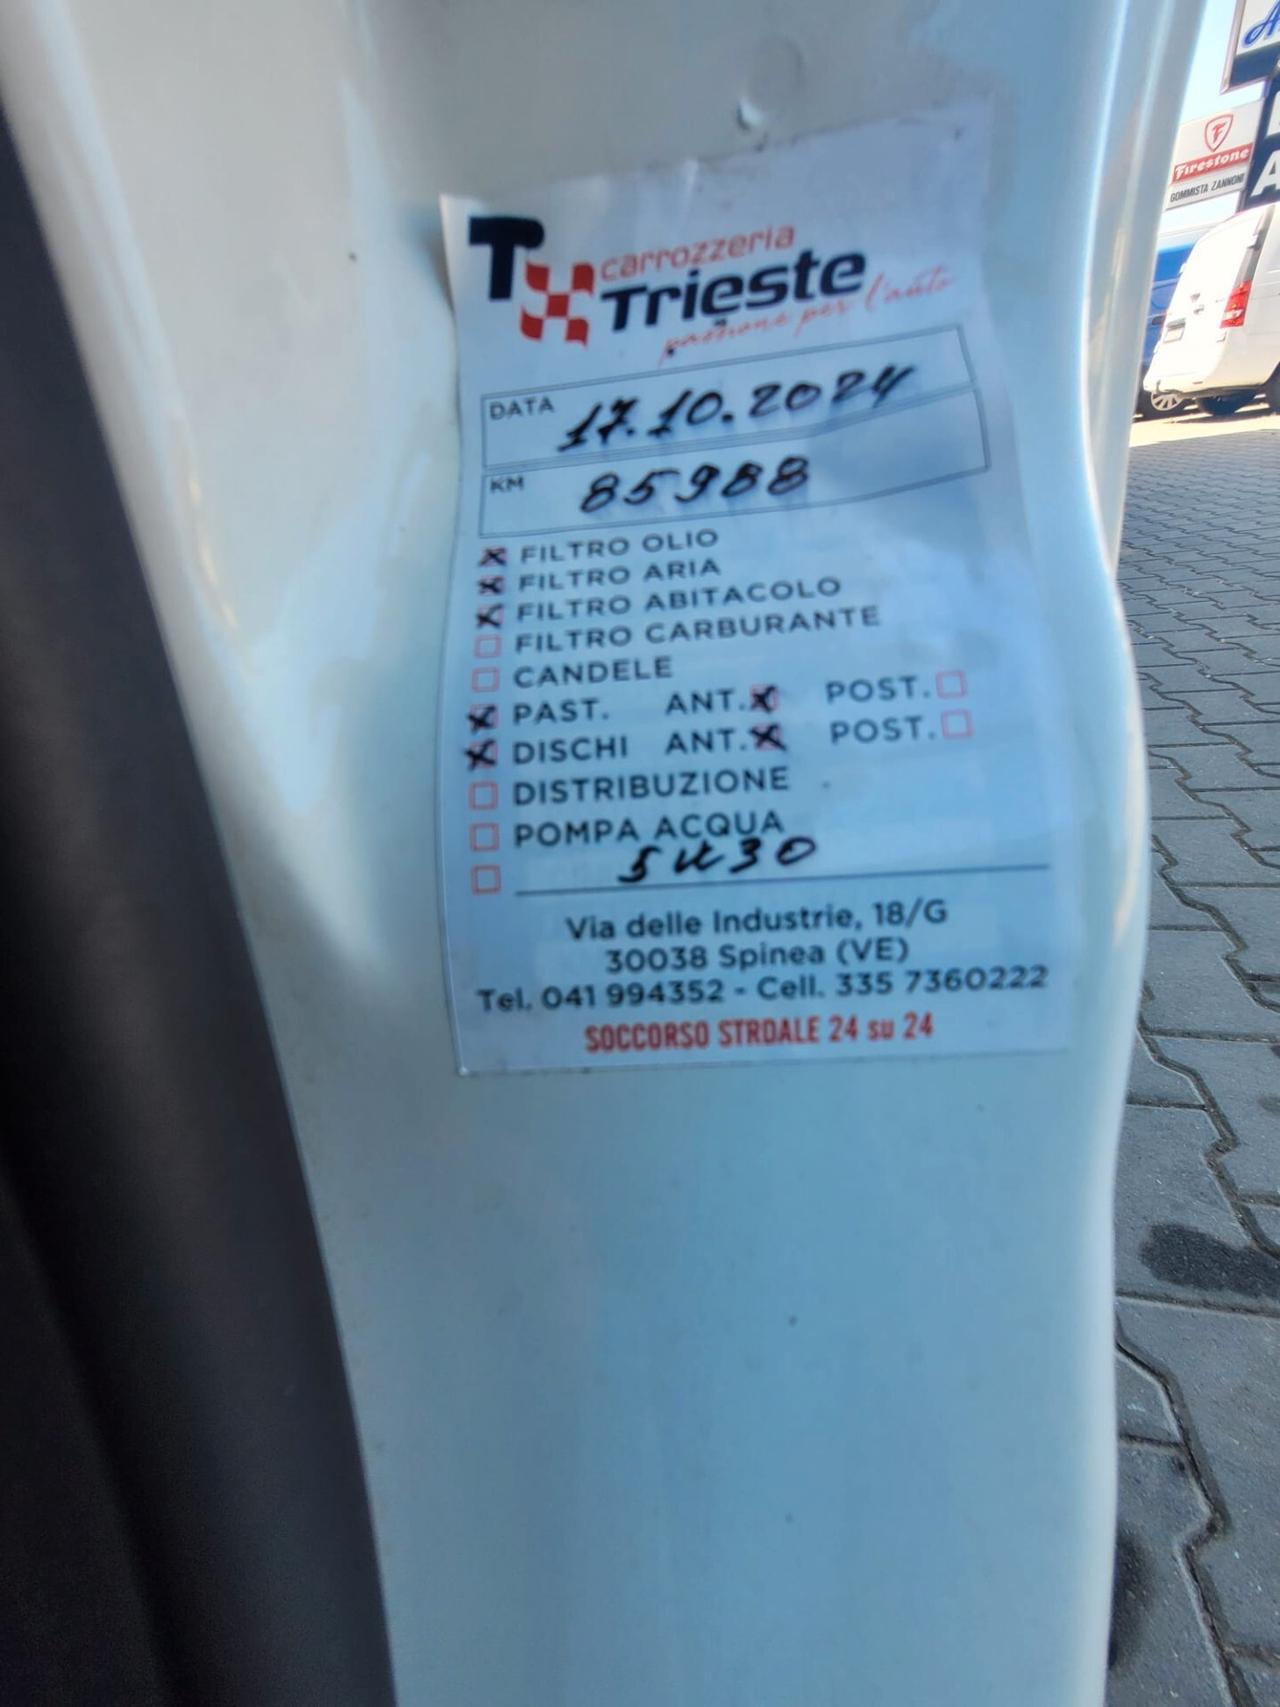 Firestone
GOMMISTA ZANNONI
A
T
carrozzeria
Trieste
passione per l'auto
DATA 17.10.2024
KM 85988
FILTRO OLIO
FILTRO ARIA
FILTRO ABITACOLO
FILTRO CARBURANTE
CANDELE
PAST. ANT. POST.
DISCHI ANT. POST.
DISTRIBUZIONE
POMPA ACQUA
5W30
Via delle Industrie, 18/G
30038 Spinea (VE)
Tel. 041 994352 - Cell. 335 7360222
SOCCORSO STRDALE 24 su 24